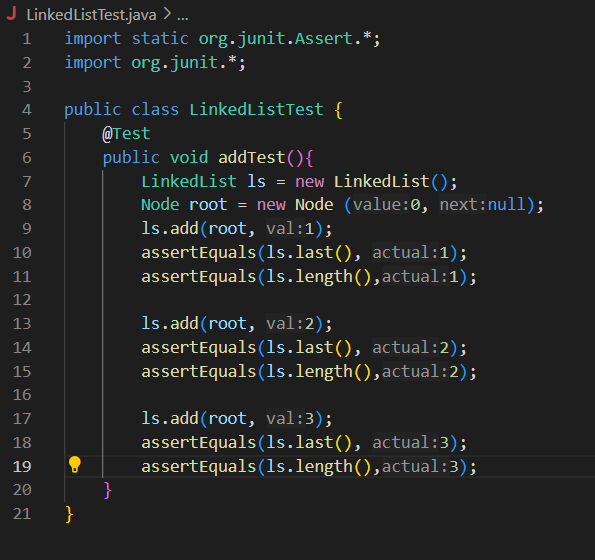 J LinkedListTest.java > ...
1 import static org.junit.Assert.*;
2 import org.junit.*;
3
4 public class LinkedListTest {
5     @Test
6     public void addTest(){
7         LinkedList ls = new LinkedList();
8         Node root = new Node (value:0, next:null);
9         ls.add(root, val:1);
10         assertEquals(ls.last(), actual:1);
11         assertEquals(ls.length(),actual:1);
12
13         ls.add(root, val:2);
14         assertEquals(ls.last(), actual:2);
15         assertEquals(ls.length(),actual:2);
16
17         ls.add(root, val:3);
18         assertEquals(ls.last(), actual:3);
19         assertEquals(ls.length(),actual:3);
20     }
21 }